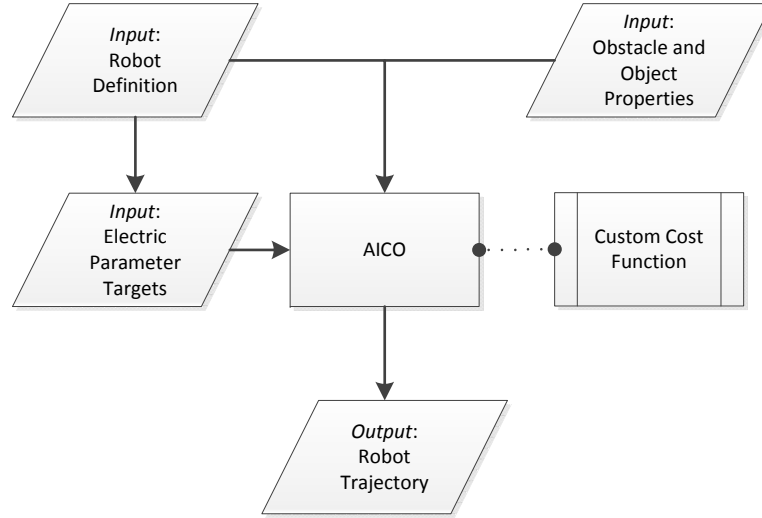 Input:
Robot
Definition
Input:
Obstacle and
Object
Properties
Input:
Electric
Parameter
Targets
AICO
Custom Cost
Function
Output:
Robot
Trajectory